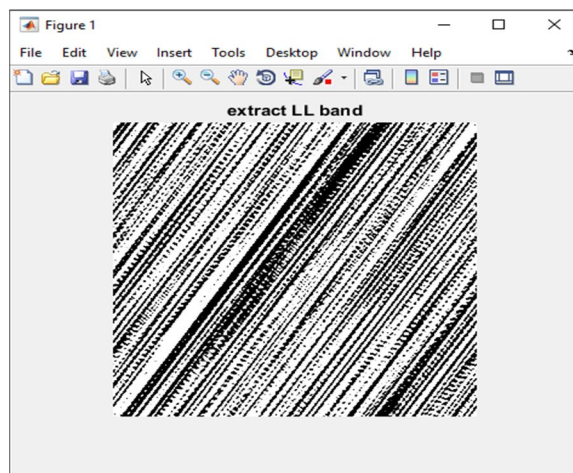 Figure 1
File Edit View Insert Tools Desktop Window Help
extract LL band